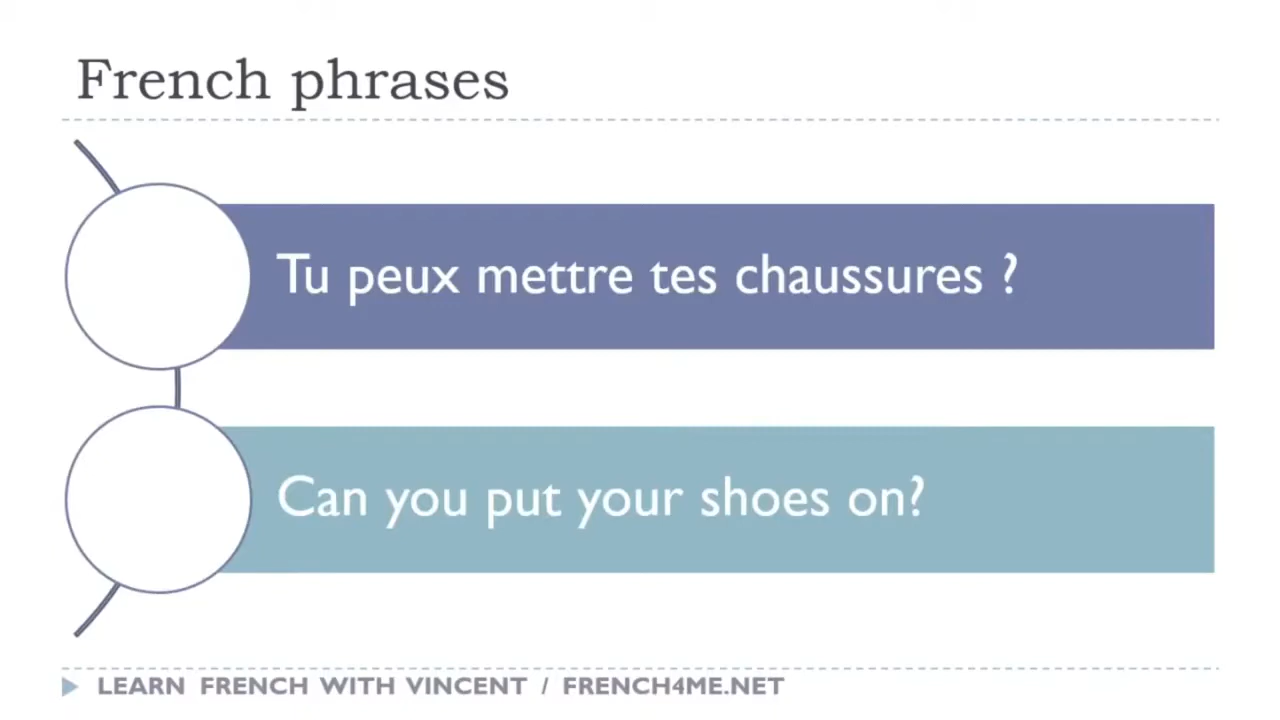 French phrases
Tu peux mettre tes chaussures ?
Can you put your shoes on?
LEARN FRENCH WITH VINCENT / FRENCH4ME.NET